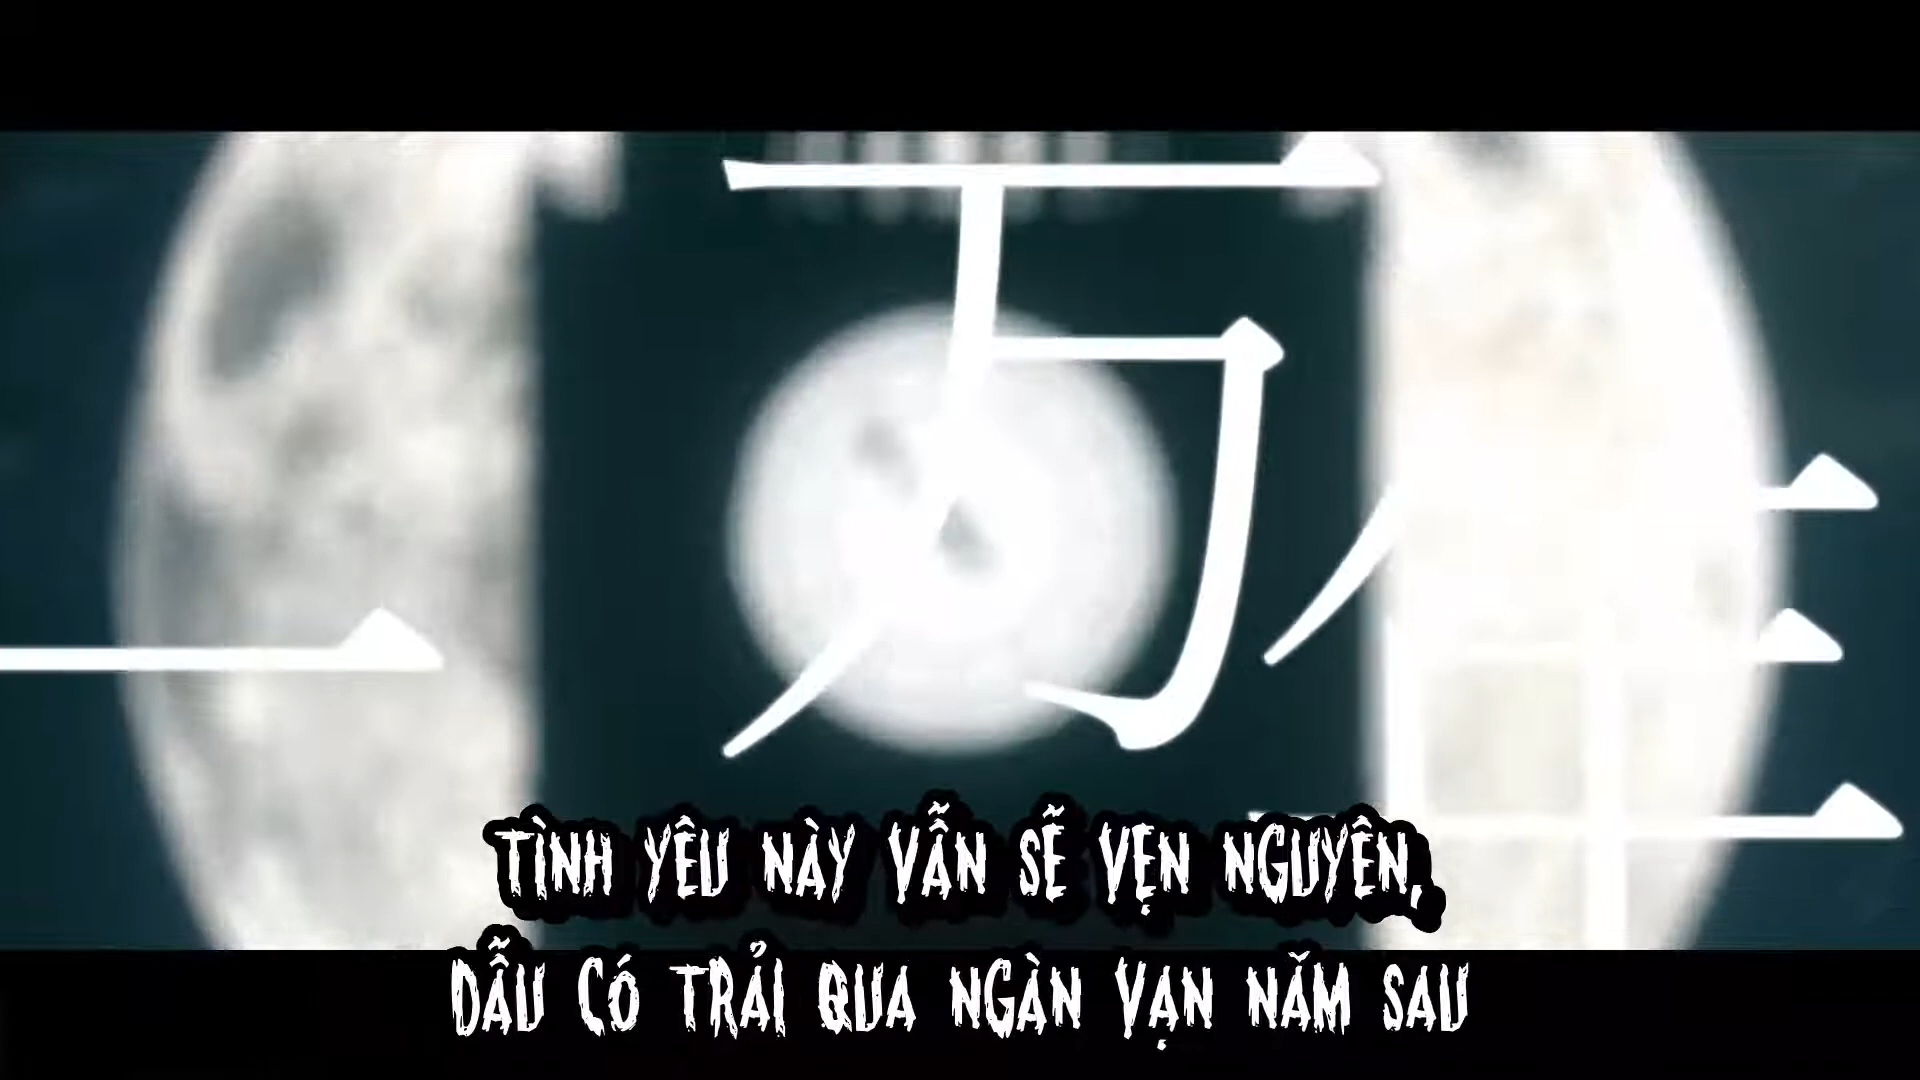 一万年
TÌNH YÊU NÀY VẪN SẼ VẸN NGUYÊN,
DẪU CÓ TRẢI QUA NGÀN VẠN NĂM SAU